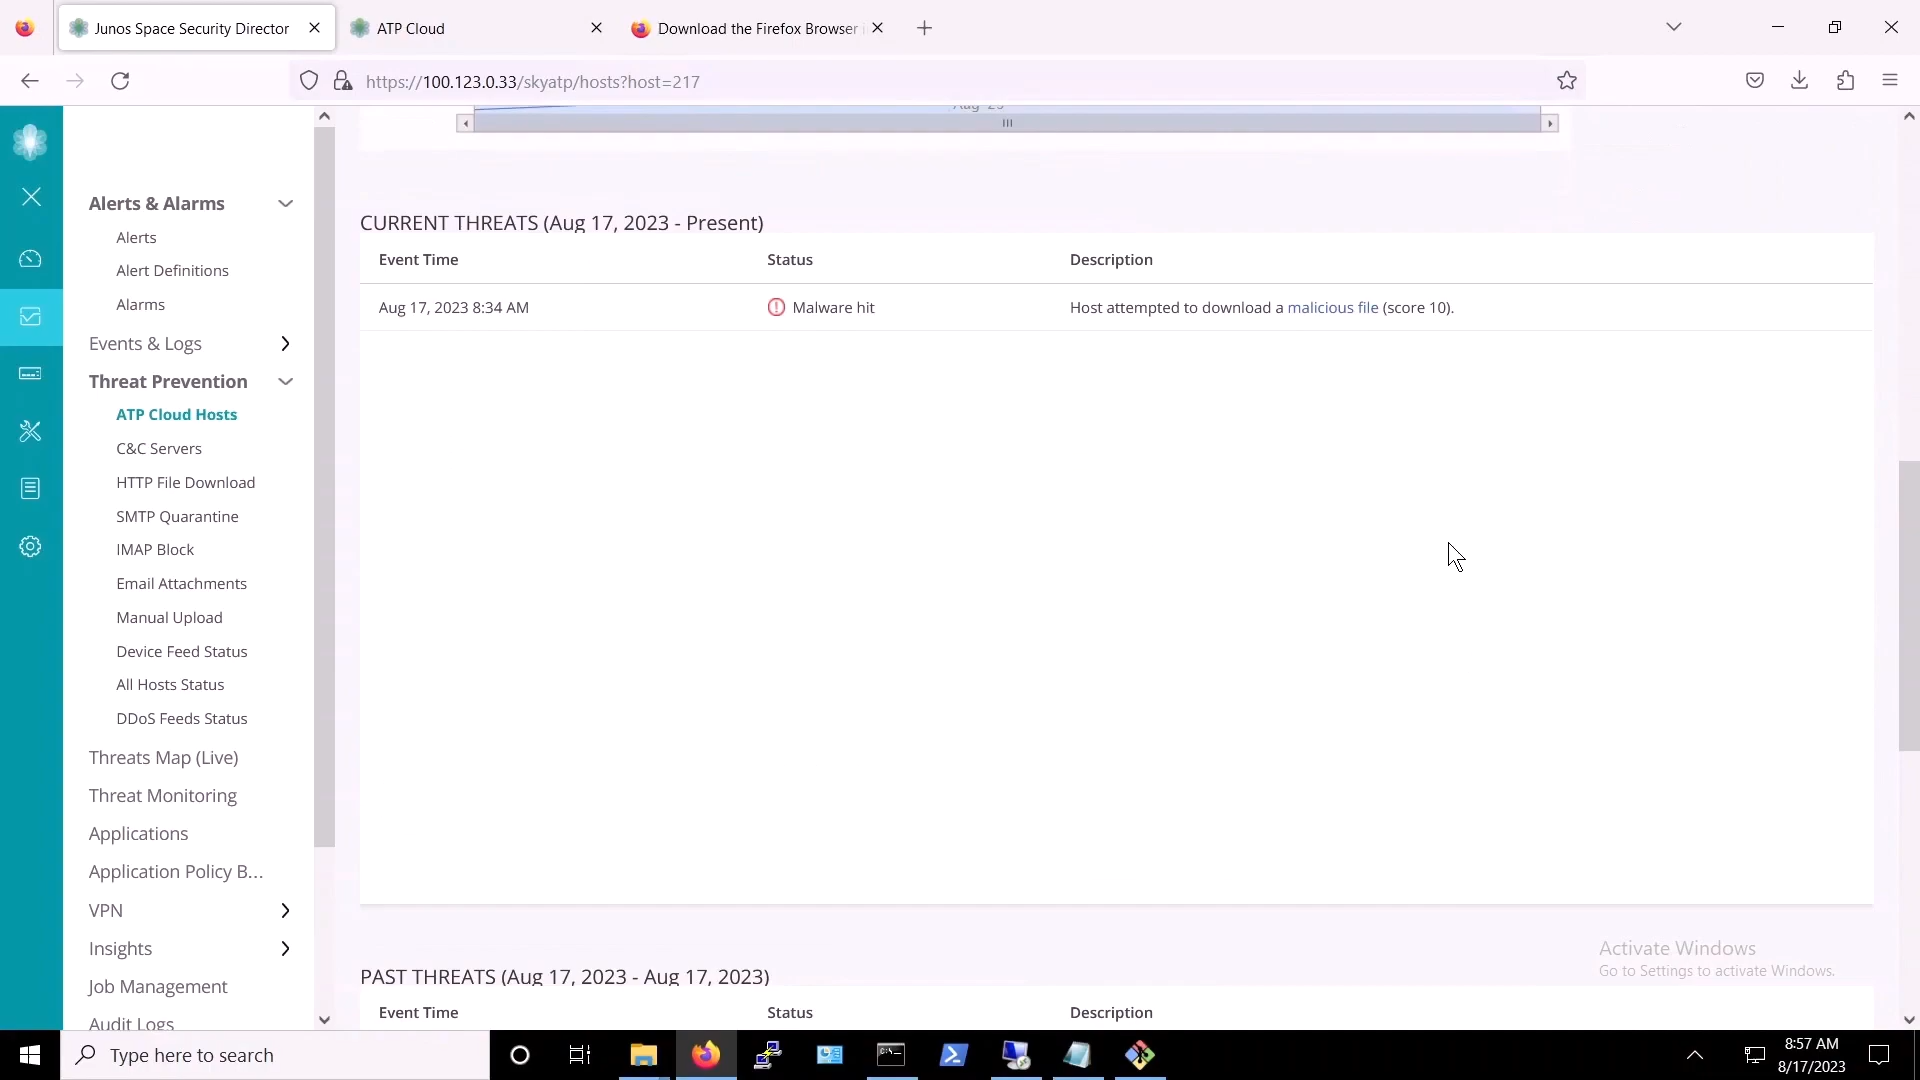 Junos Space Security Director
ATP Cloud
Download the Firefox Browser i
https://100.123.0.33/skyatp/hosts?host=217
Alerts & Alarms
Alerts
Alert Definitions
Alarms
Events & Logs
Threat Prevention
ATP Cloud Hosts
C&C Servers
HTTP File Download
SMTP Quarantine
IMAP Block
Email Attachments
Manual Upload
Device Feed Status
All Hosts Status
DDoS Feeds Status
Threats Map (Live)
Threat Monitoring
Applications
Application Policy B...
VPN
Insights
Job Management
Audit Logs
CURRENT THREATS (Aug 17, 2023 - Present)
Event Time Status Description
Aug 17, 2023 8:34 AM Malware hit Host attempted to download a malicious file (score 10).
PAST THREATS (Aug 17, 2023 - Aug 17, 2023)
Event Time Status Description
Activate Windows
Go to Settings to activate Windows.
Type here to search
8:57 AM
8/17/2023